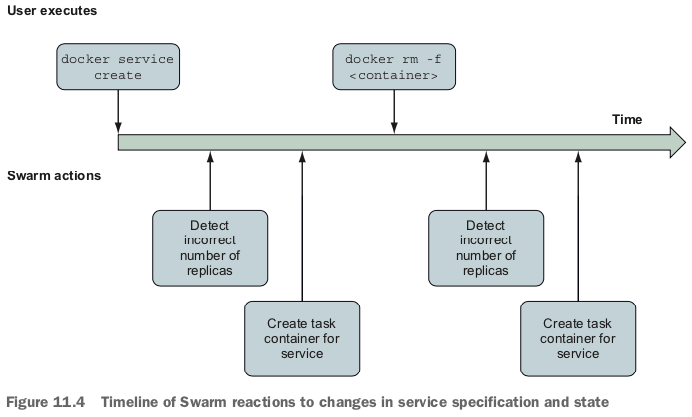 User executes
docker service
create
docker rm -f
<container>
Time
Swarm actions
Detect
incorrect
number of
replicas
Detect
incorrect
number of
replicas
Create task
container for
service
Create task
container for
service
Figure 11.4 Timeline of Swarm reactions to changes in service specification and state